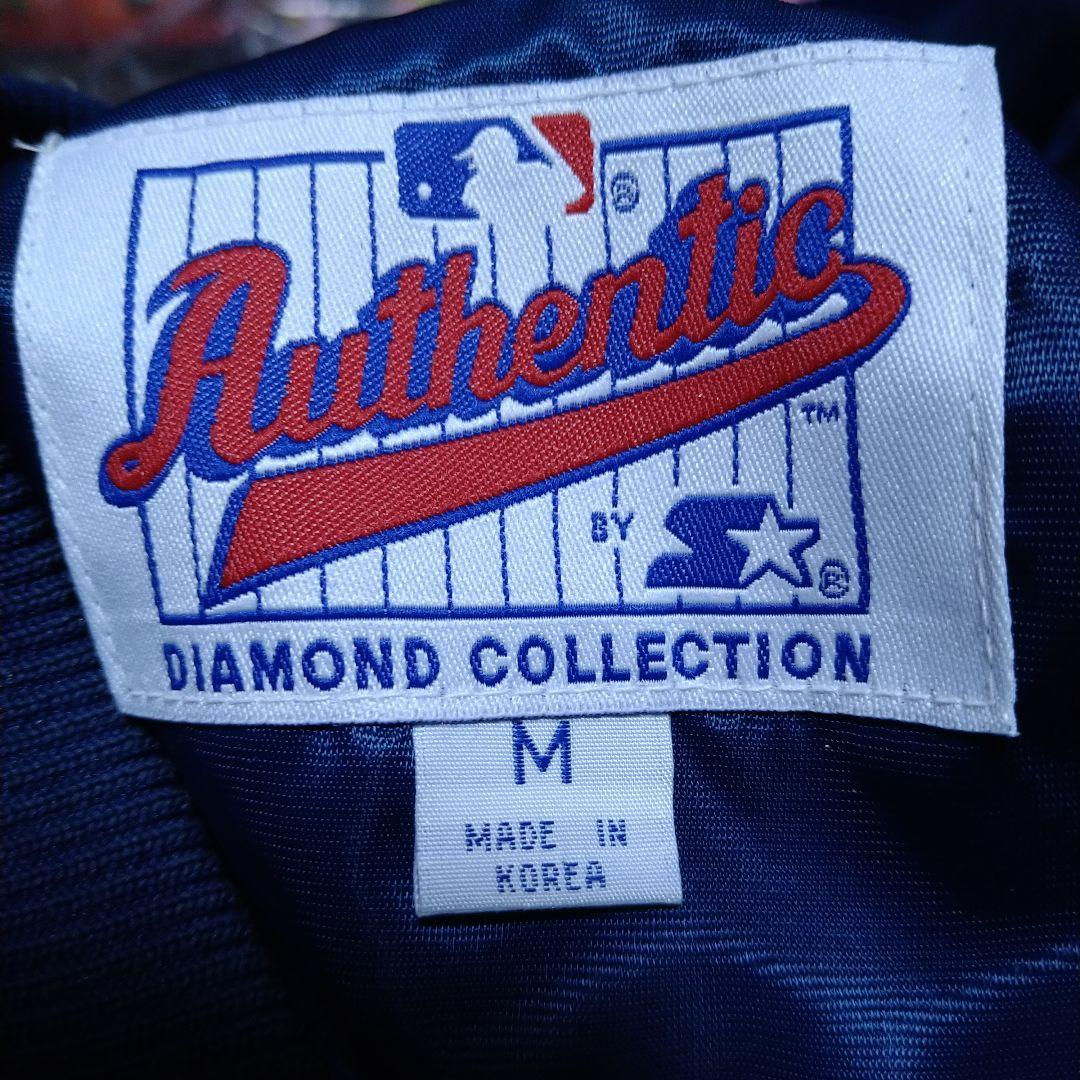 ®
Authentic
TM
BY
®
DIAMOND COLLECTION
M
MADE IN
KOREA